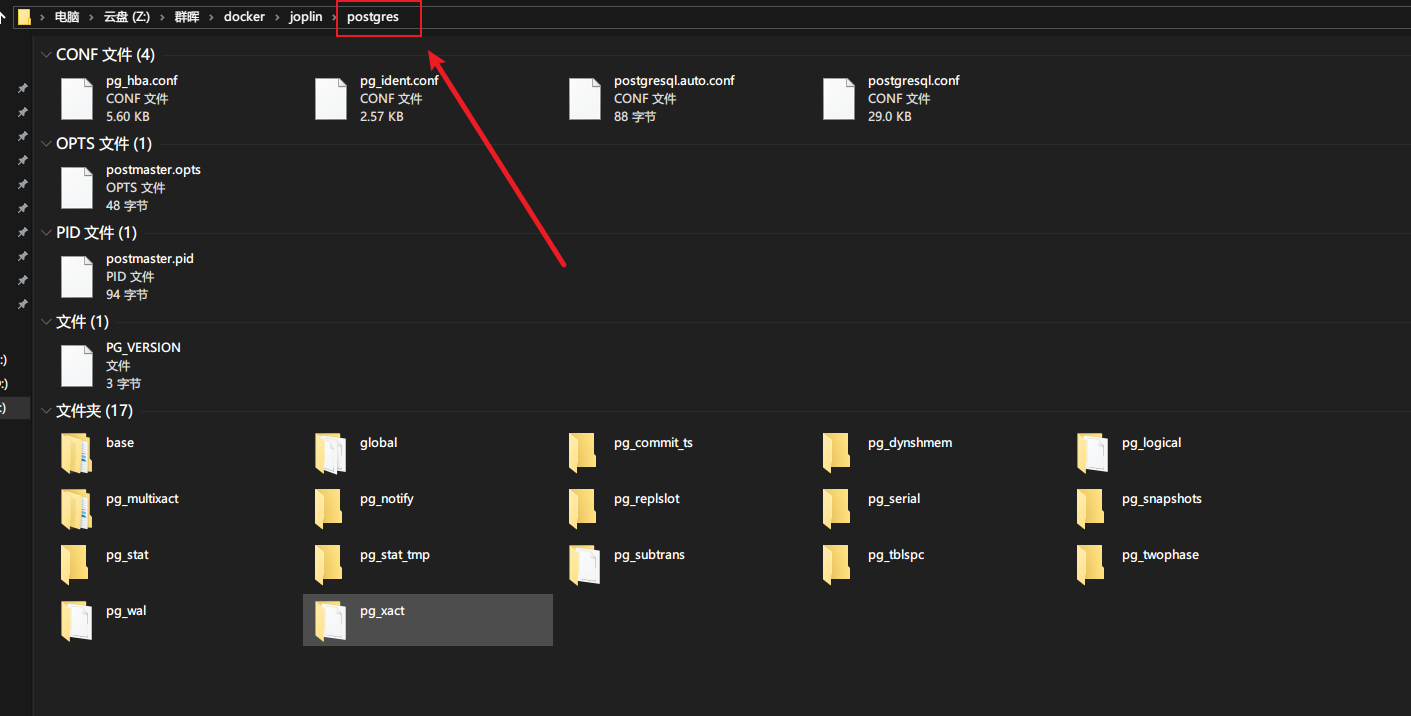 电脑 › 云盘 (Z:) › 群晖 › docker › joplin › postgres
CONF 文件 (4)
pg_hba.conf
CONF 文件
5.60 KB
pg_ident.conf
CONF 文件
2.57 KB
postgresql.auto.conf
CONF 文件
88 字节
postgresql.conf
CONF 文件
29.0 KB
OPTS 文件 (1)
postmaster.opts
OPTS 文件
48 字节
PID 文件 (1)
postmaster.pid
PID 文件
94 字节
文件 (1)
PG_VERSION
文件
3 字节
:)
:)
:)
文件夹 (17)
base
global
pg_commit_ts
pg_dynshmem
pg_logical
pg_multixact
pg_notify
pg_replslot
pg_serial
pg_snapshots
pg_stat
pg_stat_tmp
pg_subtrans
pg_tblspc
pg_twophase
pg_wal
pg_xact